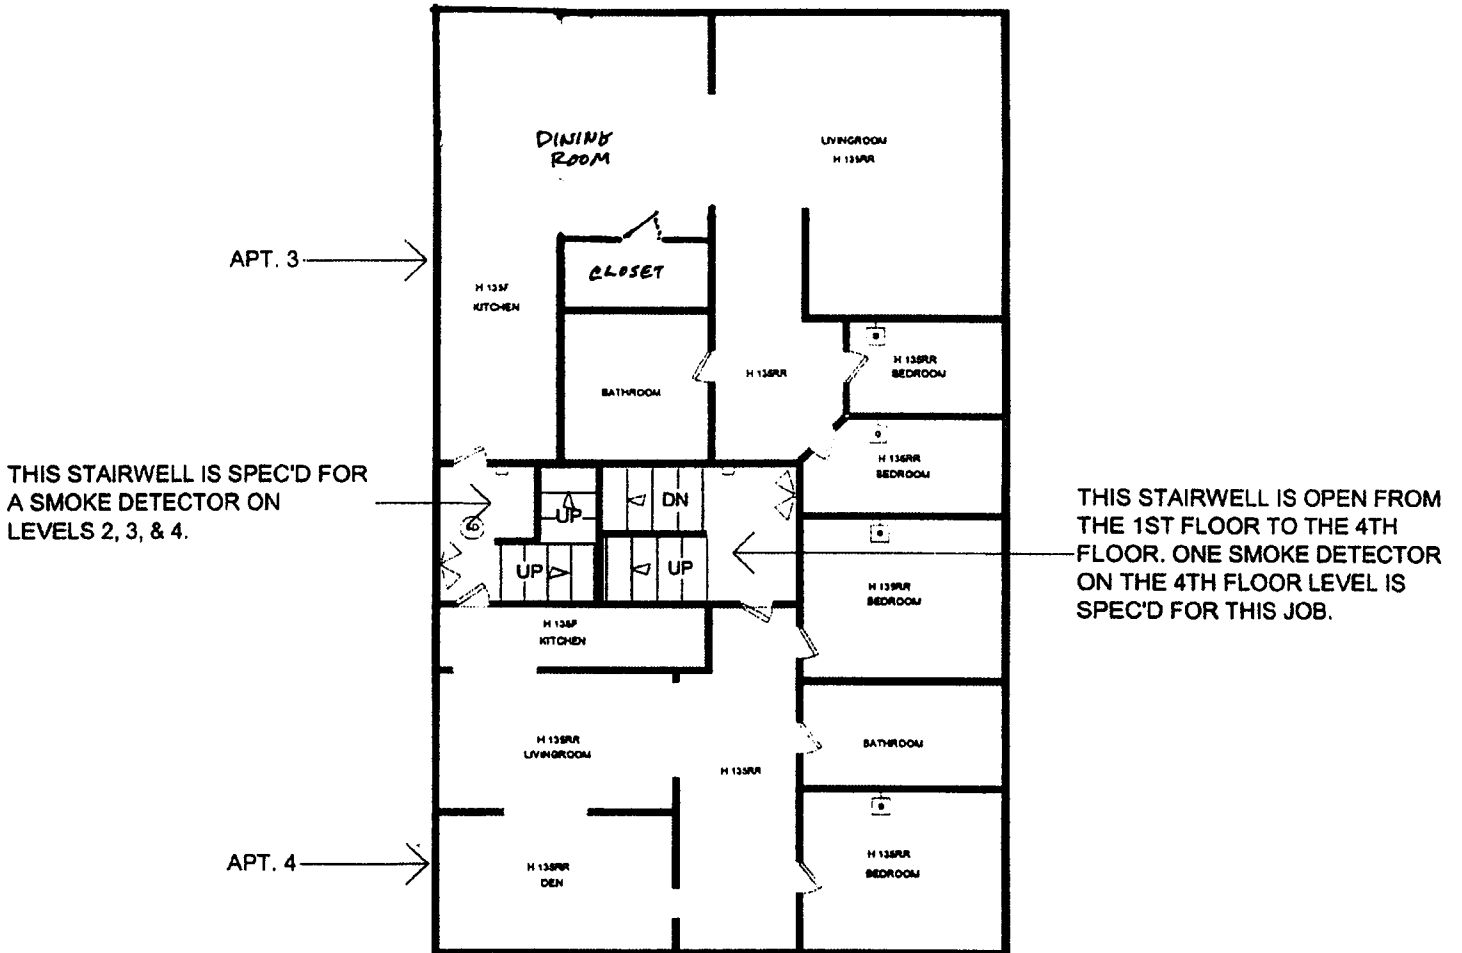 DINING
ROOM
LIVINGROOM
H 135RR
APT. 3
CLOSET
H 135F
KITCHEN
H 135RR
BEDROOM
H 135RR
BATHROOM
H 135RR
BEDROOM
THIS STAIRWELL IS SPEC'D FOR
A SMOKE DETECTOR ON
LEVELS 2, 3, & 4.
DN
UP
UP
UP
THIS STAIRWELL IS OPEN FROM
THE 1ST FLOOR TO THE 4TH
FLOOR. ONE SMOKE DETECTOR
ON THE 4TH FLOOR LEVEL IS
SPEC'D FOR THIS JOB.
H 135RR
BEDROOM
H 135F
KITCHEN
H 135RR
LIVINGROOM
BATHROOM
H 135RR
APT. 4
H 135RR
DEN
H 135RR
BEDROOM